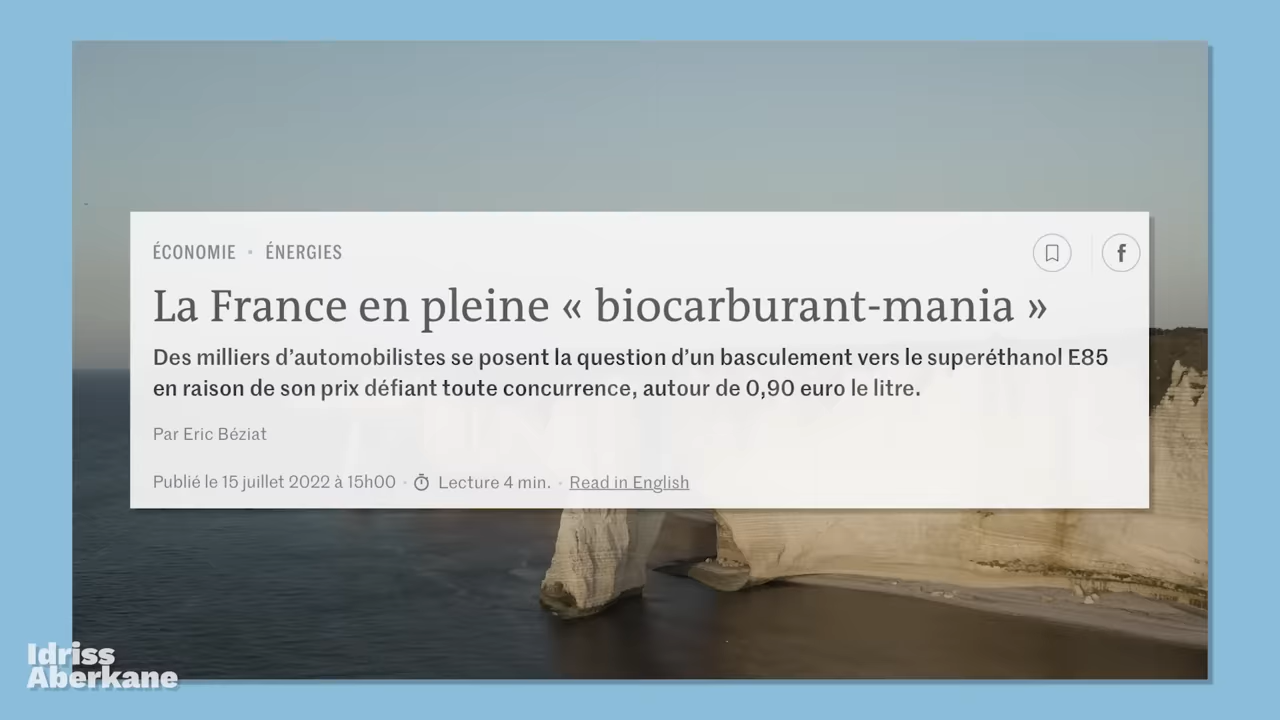 ÉCONOMIE • ÉNERGIES
La France en pleine « biocarburant-mania »
Des milliers d’automobilistes se posent la question d’un basculement vers le superéthanol E85
en raison de son prix défiant toute concurrence, autour de 0,90 euro le litre.
Par Eric Béziat
Publié le 15 juillet 2022 à 15h00 • Lecture 4 min. • Read in English
Idriss
Aberkane